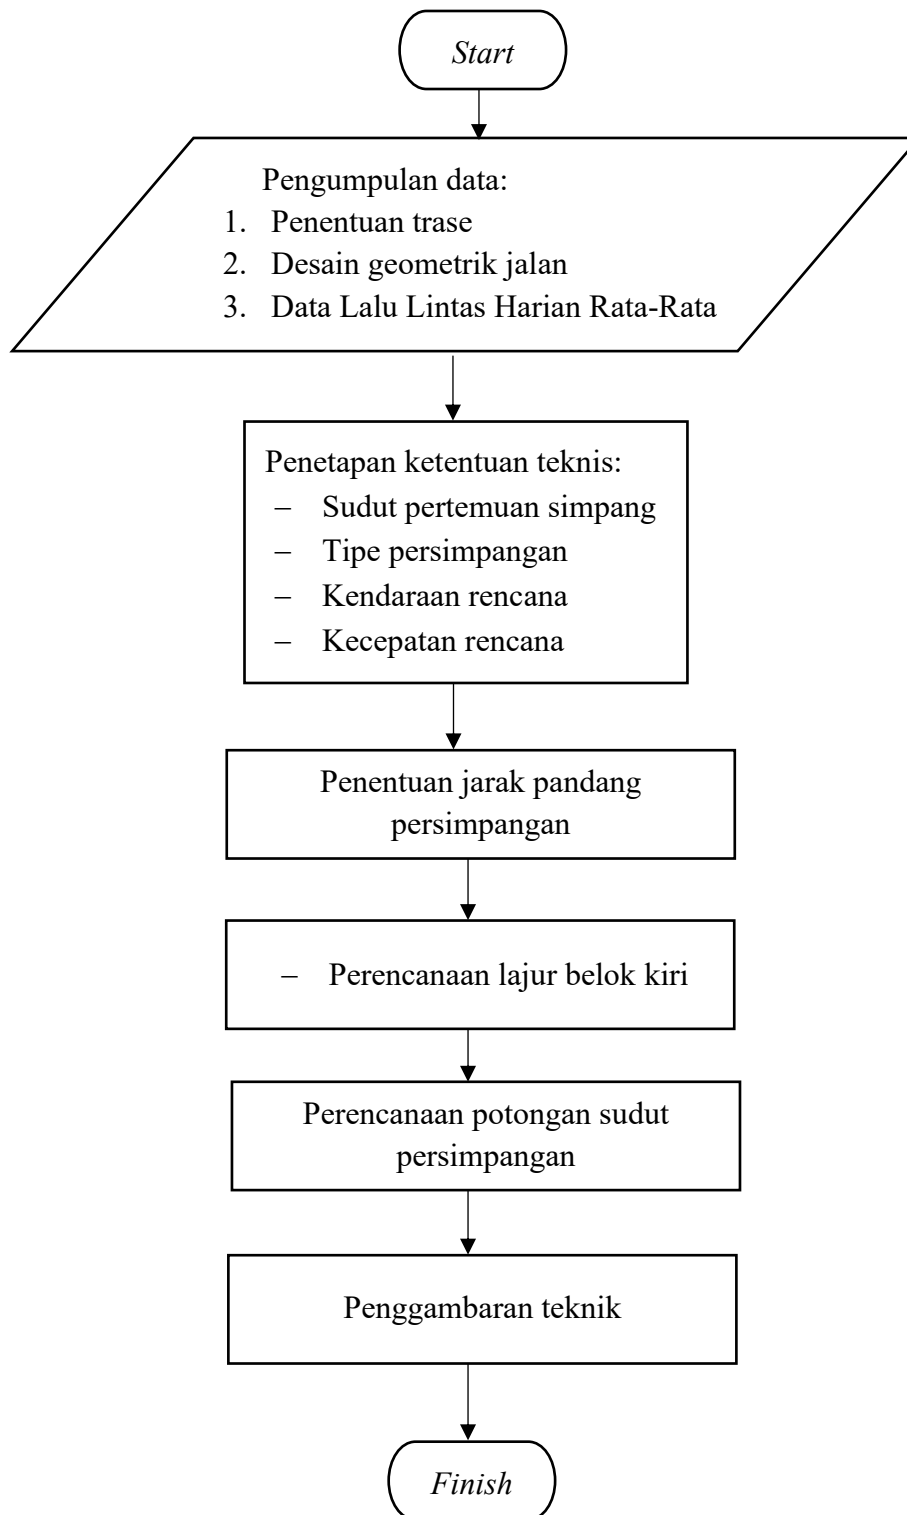 Start
Pengumpulan data:
1. Penentuan trase
2. Desain geometrik jalan
3. Data Lalu Lintas Harian Rata-Rata
Penetapan ketentuan teknis:
– Sudut pertemuan simpang
– Tipe persimpangan
– Kendaraan rencana
– Kecepatan rencana
Penentuan jarak pandang
persimpangan
– Perencanaan lajur belok kiri
Perencanaan potongan sudut
persimpangan
Penggambaran teknik
Finish